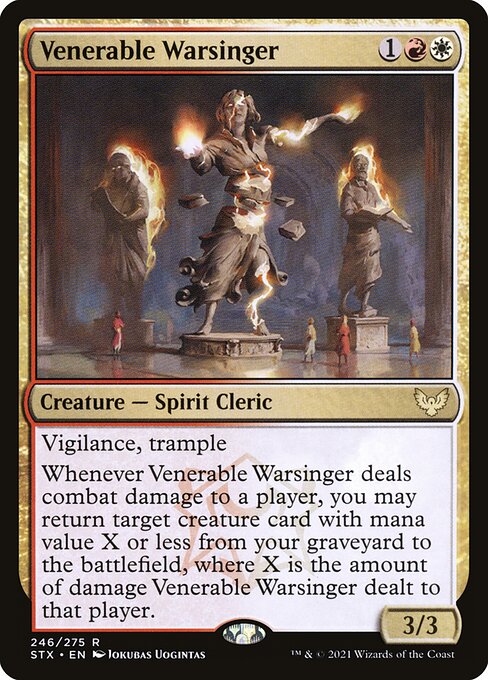 Venerable Warsinger 1
Creature — Spirit Cleric
Vigilance, trample
Whenever Venerable Warsinger deals
combat damage to a player, you may
return target creature card with mana
value X or less from your graveyard to
the battlefield, where X is the amount
of damage Venerable Warsinger dealt to
that player.
3/3
246/275 R
STX • EN Jokubas Uogintas
™ & © 2021 Wizards of the Coast